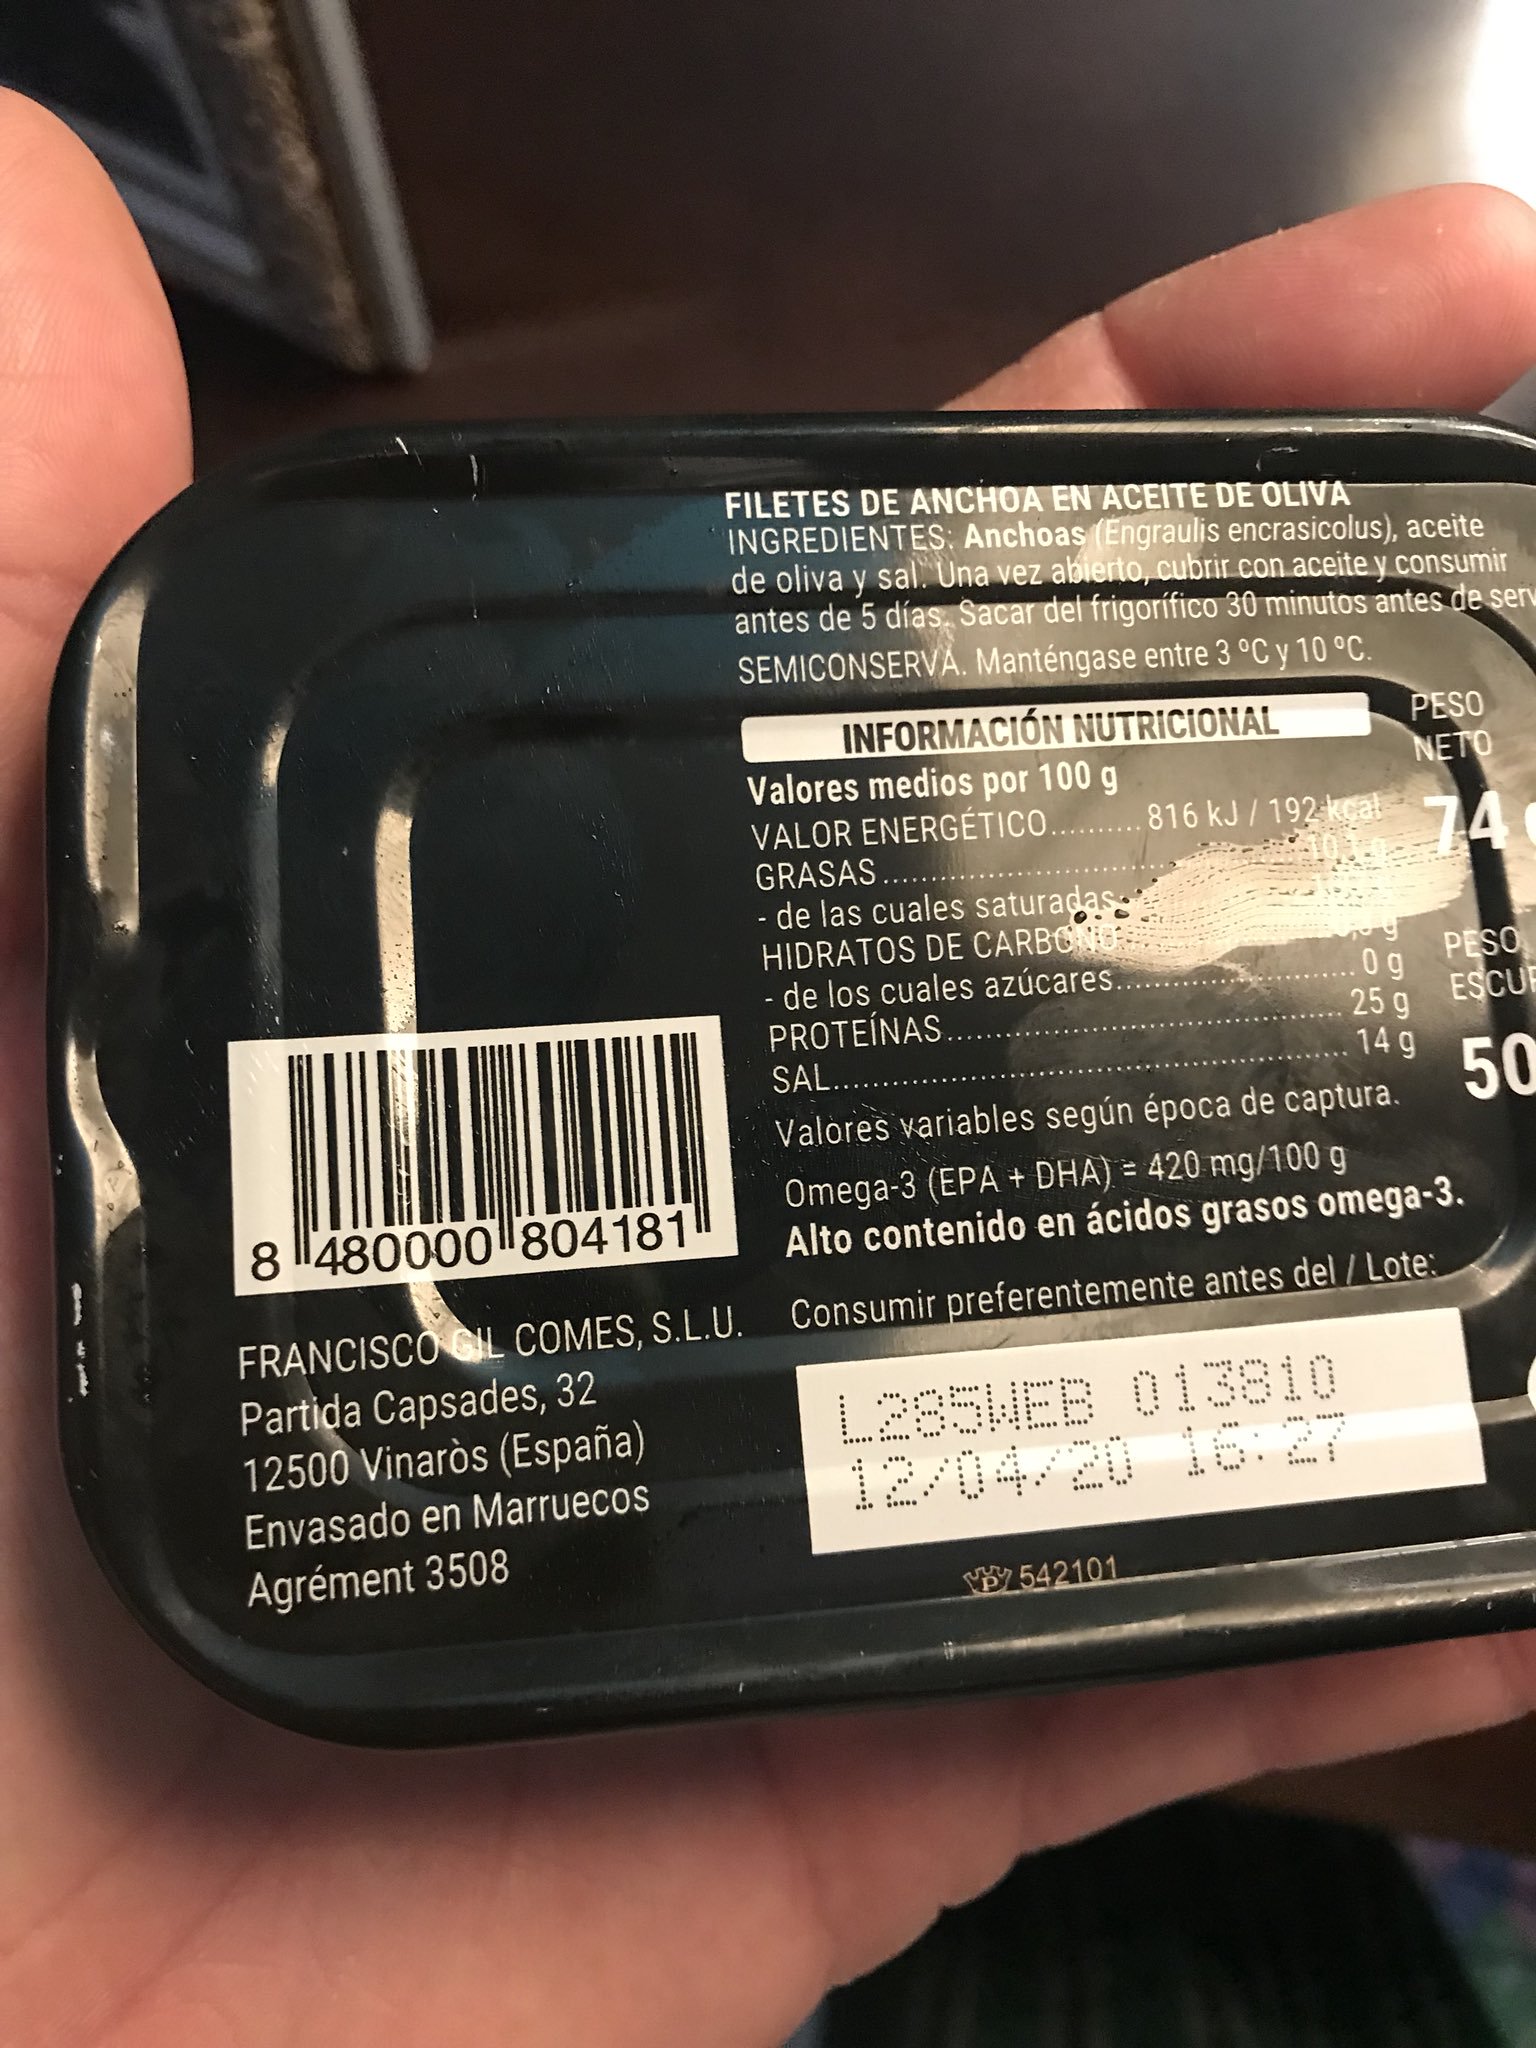 FILETES DE ANCHOA EN ACEITE DE OLIVA
INGREDIENTES: Anchoas (Engraulis encrasicolus), aceite
de oliva y sal. Una vez abierto, cubrir con aceite y consumir
antes de 5 días. Sacar del frigorífico 30 minutos antes de
SEMICONSERVA. Manténgase entre 3 ºC y 10 ºC.
INFORMACIÓN NUTRICIONAL
Valores medios por 100 g
VALOR ENERGÉTICO.......... 816 kJ / 192 kcal
GRASAS
- de las cuales saturadas
HIDRATOS DE CARBONO
- de los cuales azúcares 0 g
PROTEÍNAS 25 g
SAL 14 g
Valores variables según época de captura.
Omega-3 (EPA + DHA) = 420 mg/100 g
Alto contenido en ácidos grasos omega-3.
Consumir preferentemente antes del / Lote:
L285WEB 013810
12/04/20 16:27
542101
PESO
NETO
74
PESO
50
8 480000 804181
FRANCISCO GIL COMES, S.L.U.
Partida Capsades, 32
12500 Vinaròs (España)
Envasado en Marruecos
Agrément 3508